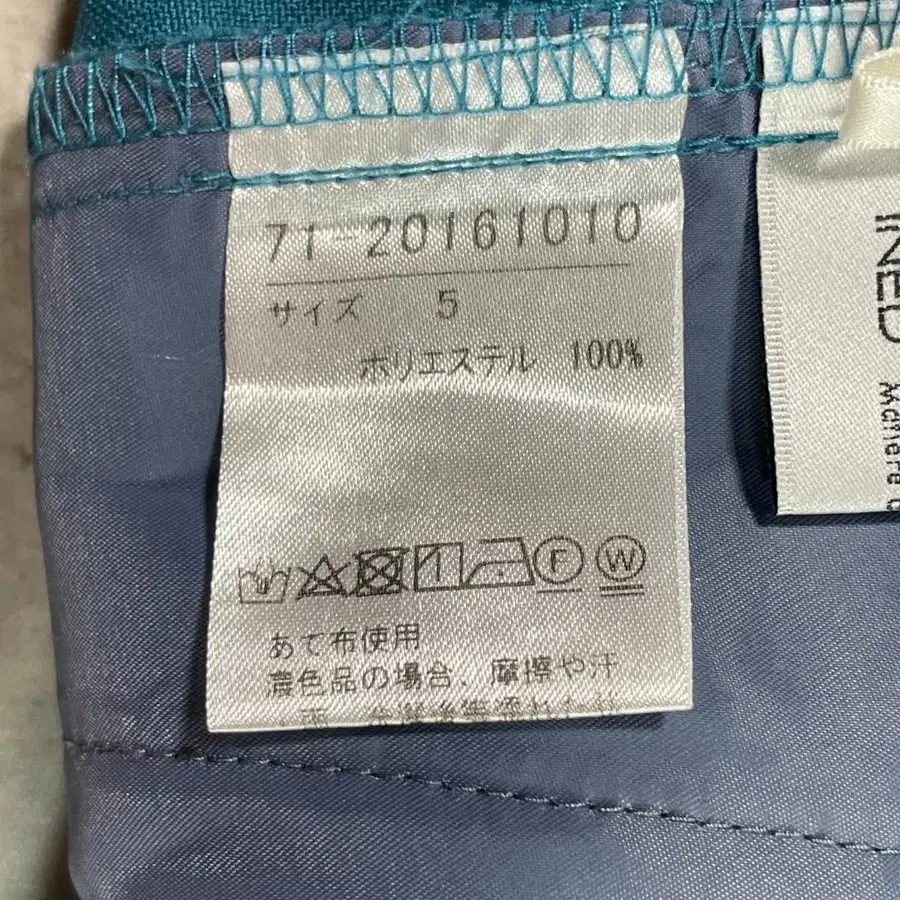 71-20161010
サイズ 5
ポリエステル 100%
F W
あて布使用
濃色品の場合、摩擦や汗
INED